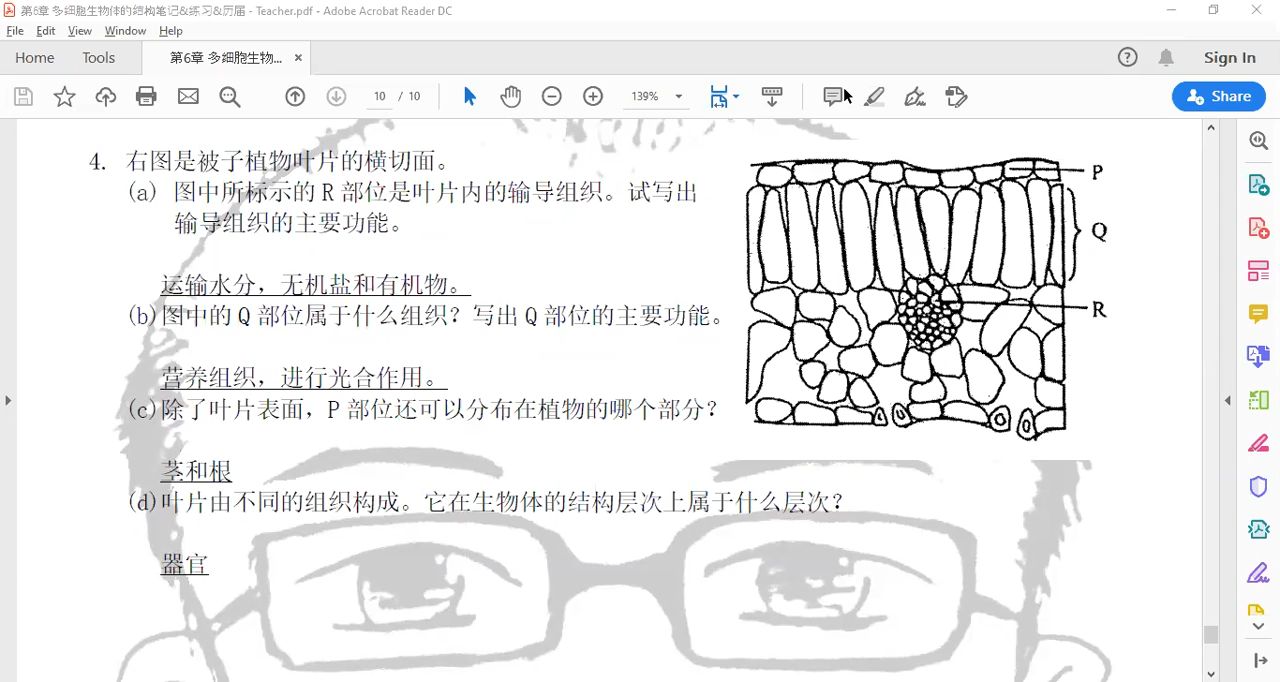 第6章 多细胞生物体的结构笔记&练习&历届 - Teacher.pdf - Adobe Acrobat Reader DC
File Edit View Window Help
Home Tools 第6章 多细胞生物... × Sign In
10 / 10 139% Share
4. 右图是被子植物叶片的横切面。
(a) 图中所标示的 R 部位是叶片内的输导组织。试写出
输导组织的主要功能。
运输水分，无机盐和有机物。
(b) 图中的 Q 部位属于什么组织？写出 Q 部位的主要功能。
营养组织，进行光合作用。
(c) 除了叶片表面，P 部位还可以分布在植物的哪个部分？
茎和根
(d) 叶片由不同的组织构成。它在生物体的结构层次上属于什么层次？
器官
P
Q
R